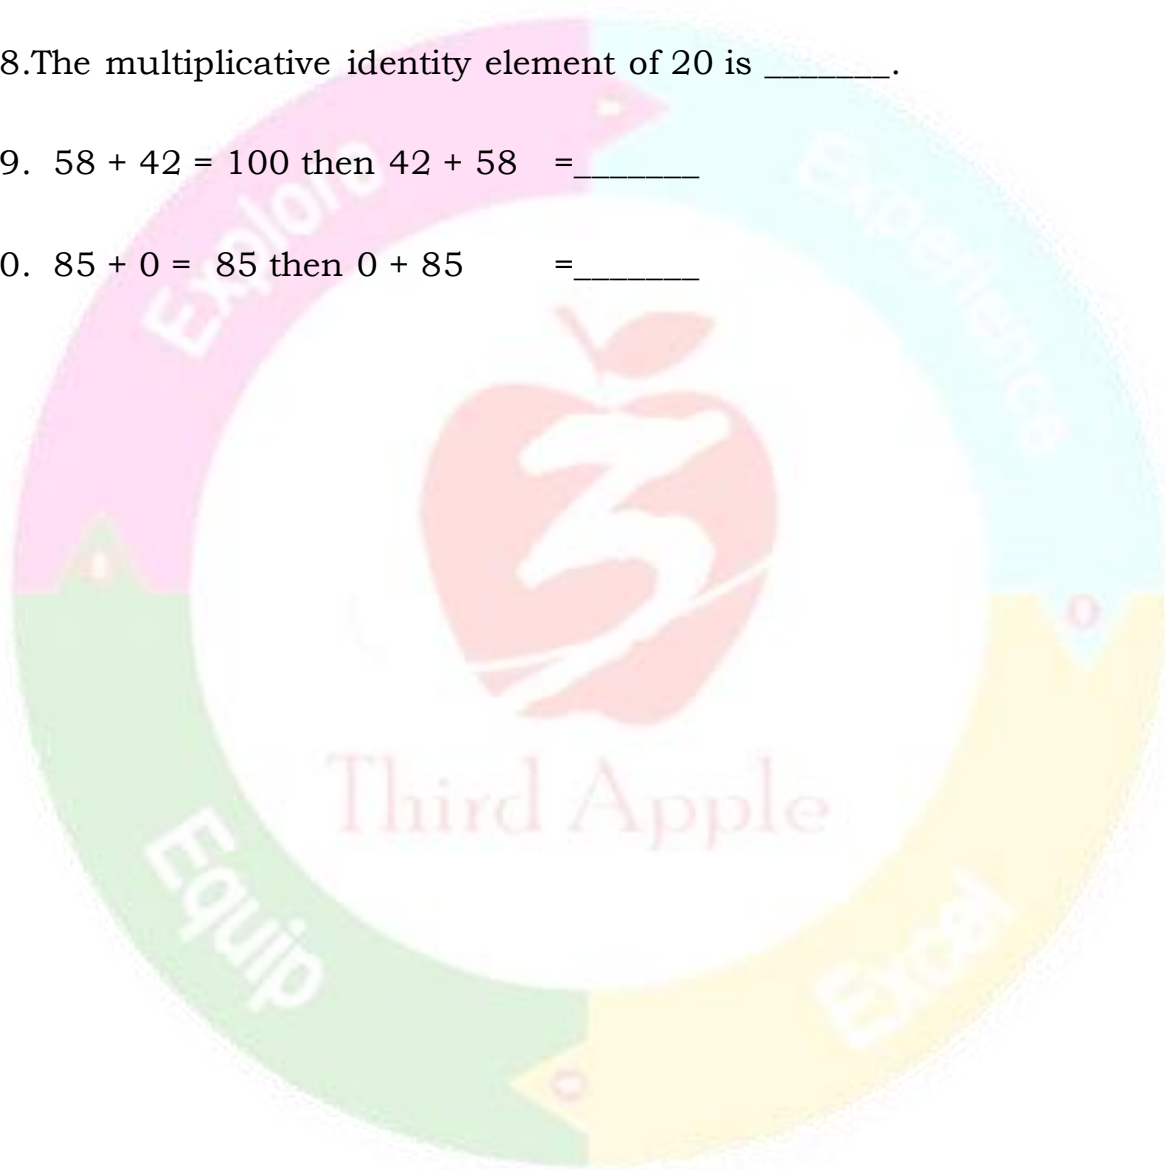 8.The multiplicative identity element of 20 is _______.
9. 58 + 42 = 100 then 42 + 58 =_______
0. 85 + 0 = 85 then 0 + 85 =_______
Explore
Experience
3
Third Apple
Equip
Excel